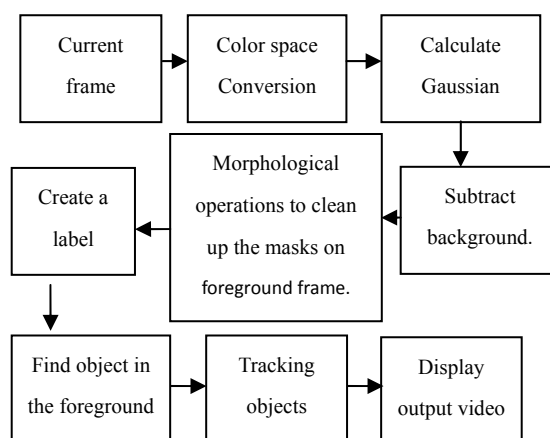 Current
frame
Color space
Conversion
Calculate
Gaussian
Subtract
background.
Morphological
operations to clean
up the masks on
foreground frame.
Create a
label
Find object in
the foreground
Tracking
objects
Display
output video